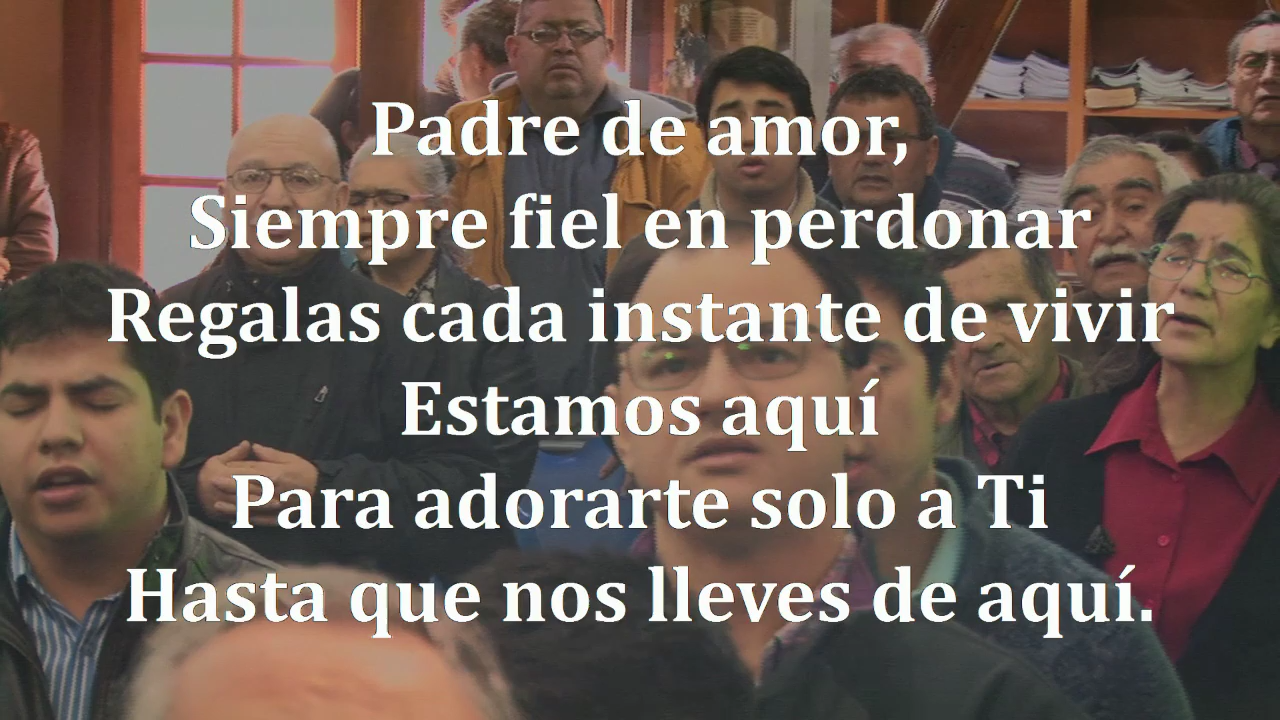 Padre de amor,
Siempre fiel en perdonar
Regalas cada instante de vivir
Estamos aquí
Para adorarte solo a Ti
Hasta que nos lleves de aquí.